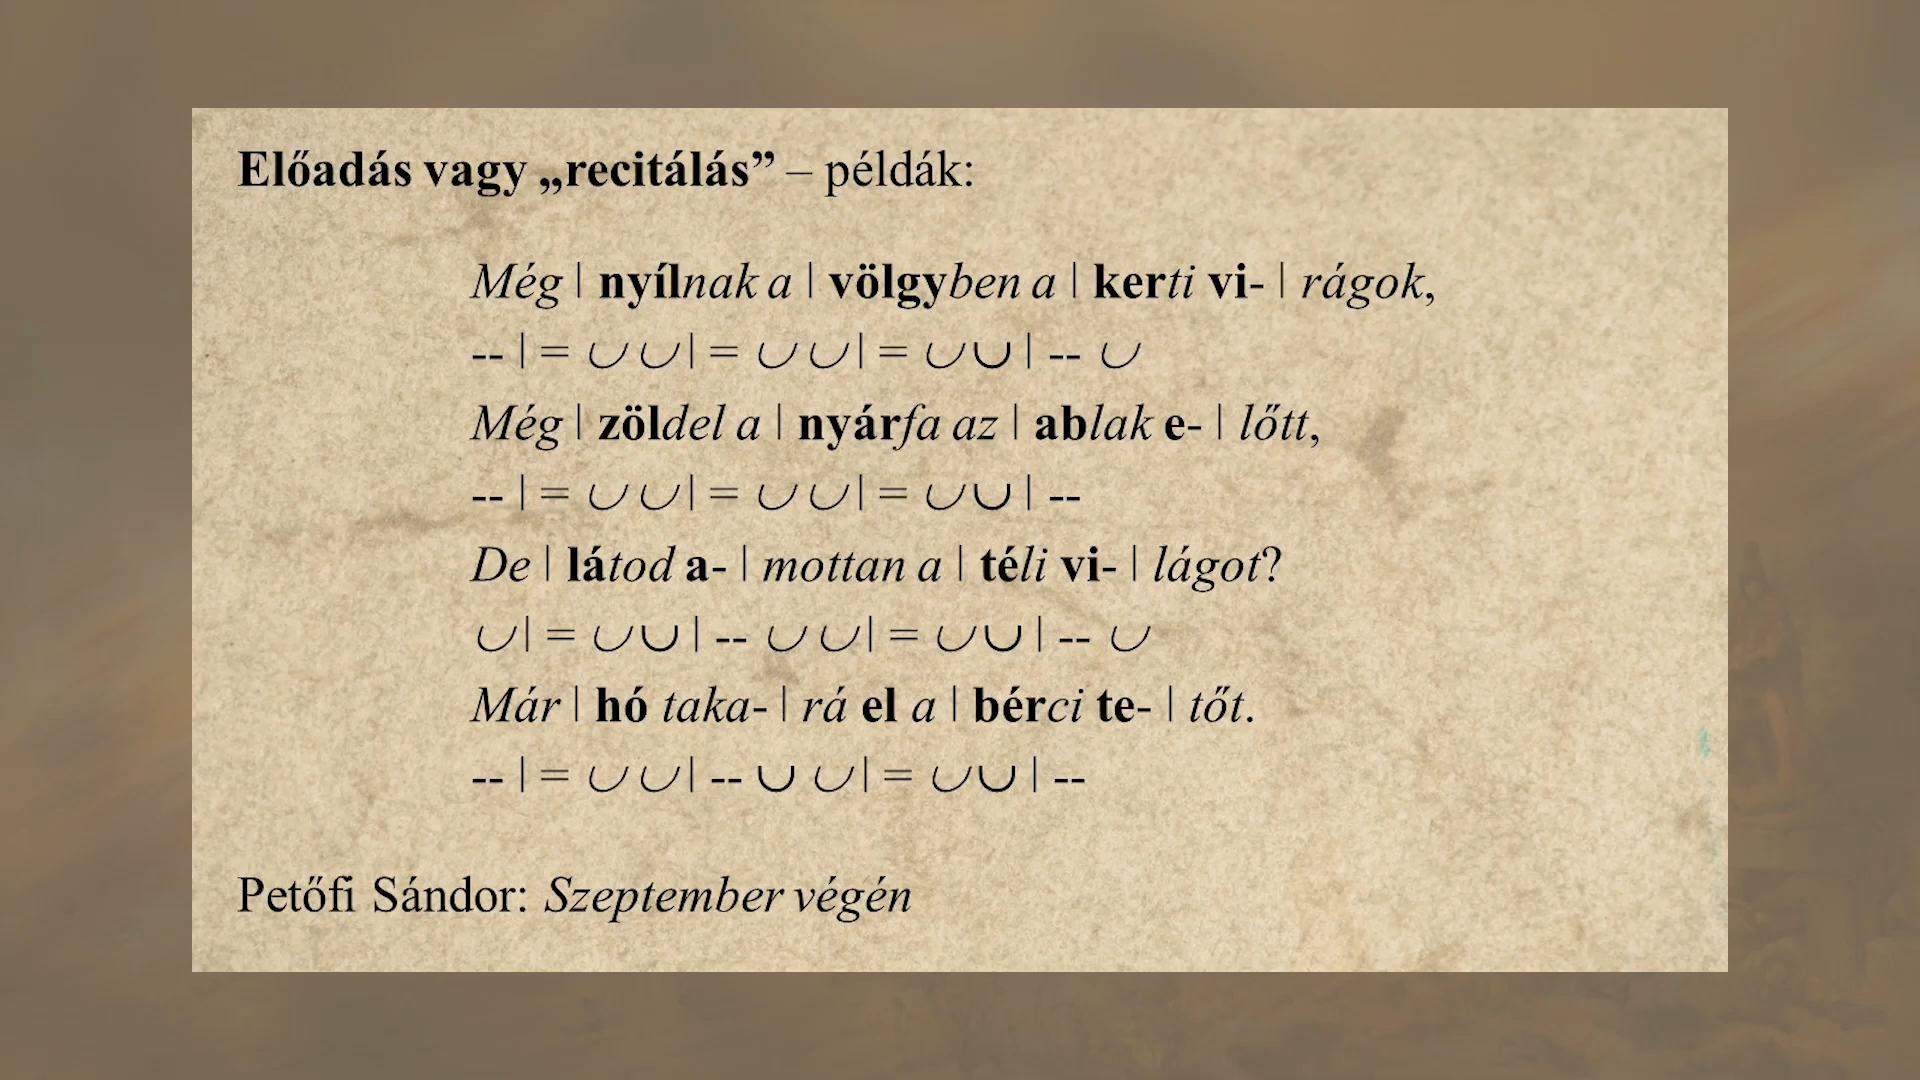 Előadás vagy „recitálás” – példák:
Még | nyílnak a | völgyben a | kerti vi- | rágok,
-- | = ∪ ∪ | = ∪ ∪ | = ∪ ∪ | -- ∪
Még | zöldel a | nyárfa az | ablak e- | lőtt,
-- | = ∪ ∪ | = ∪ ∪ | = ∪ ∪ | --
De | látod a- | mottan a | téli vi- | lágot?
∪ | = ∪ ∪ | -- ∪ ∪ | = ∪ ∪ | -- ∪
Már | hó taka- | rá el a | bérci te- | tőt.
-- | = ∪ ∪ | -- ∪ ∪ | = ∪ ∪ | --
Petőfi Sándor: Szeptember végén